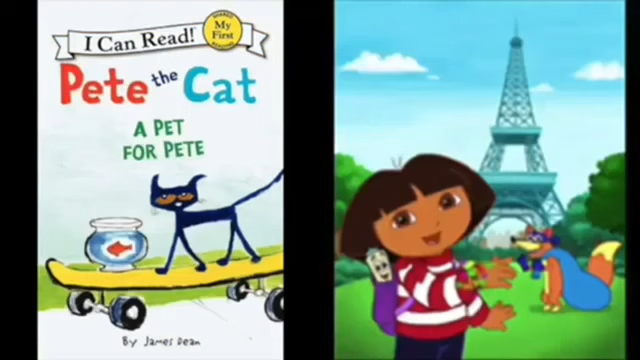 I Can Read!
My
First
Pete the Cat
A PET
FOR PETE
By James Dean